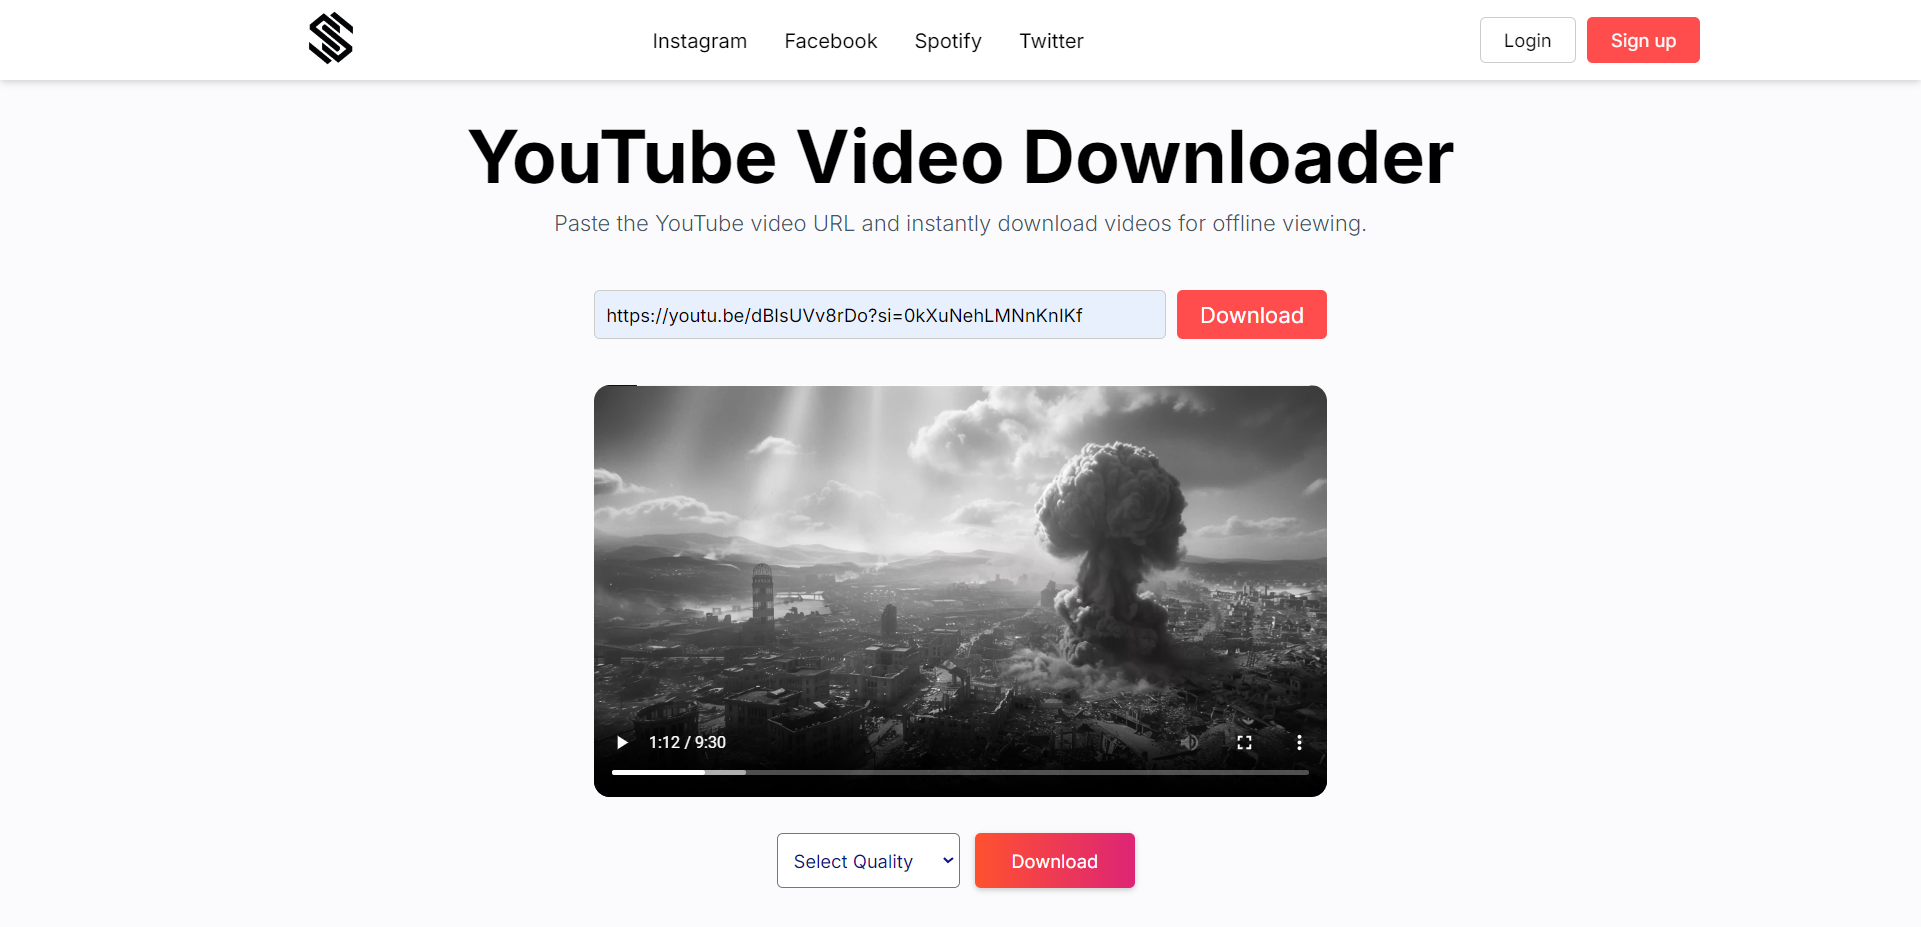 Instagram Facebook Spotify Twitter Login Sign up
YouTube Video Downloader
Paste the YouTube video URL and instantly download videos for offline viewing.
https://youtu.be/dBIsUVv8rDo?si=0kXuNehLMNnKnIKf Download
1:12 / 9:30
Select Quality Download